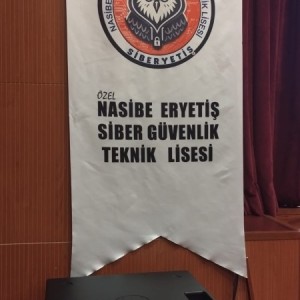 NASİBE
İK LİSESİ
SİBERYETİŞ
ÖZEL
NASİBE ERYETİŞ
SİBER GÜVENLİK
TEKNİK LİSESİ